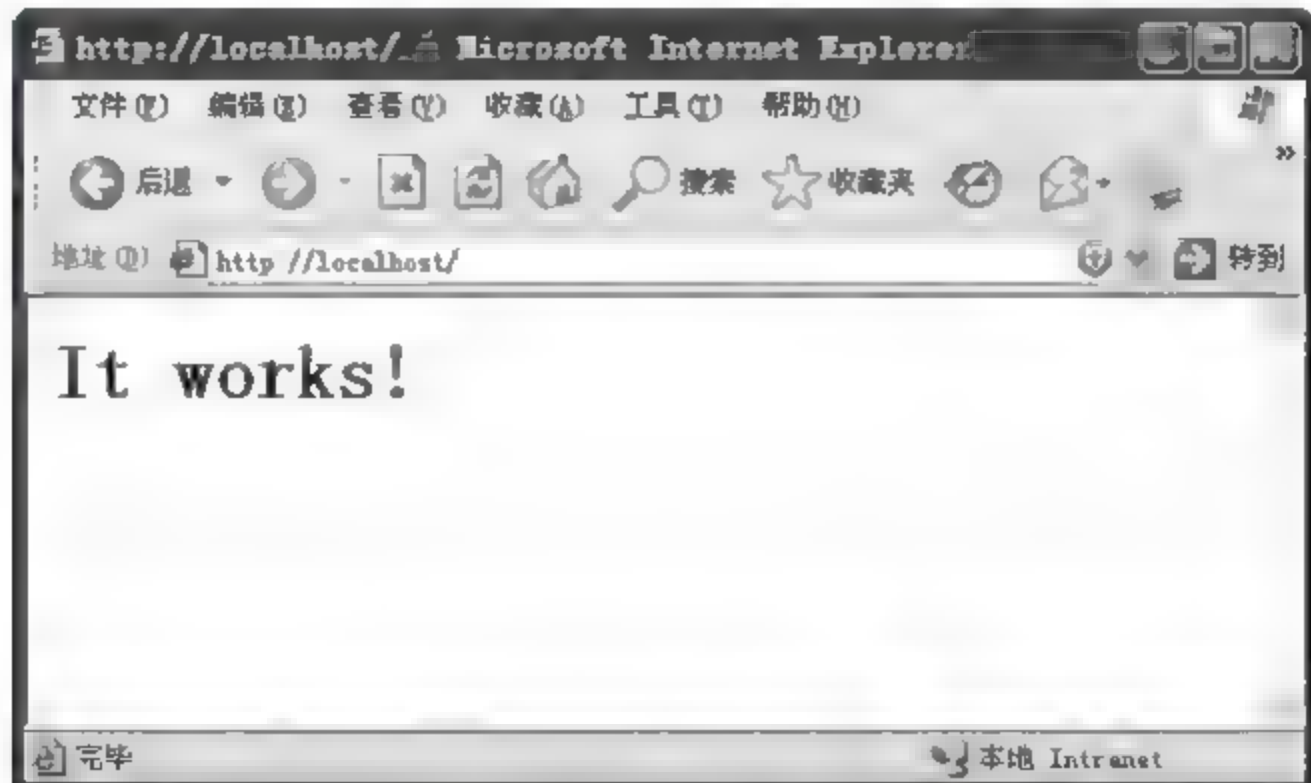 http://localhost/ Microsoft Internet Explorer
文件(F) 编辑(E) 查看(V) 收藏(A) 工具(T) 帮助(H)
后退 搜索 收藏夹
地址(D) http //localhost/ 转到
It works!
完毕 本地 Intranet